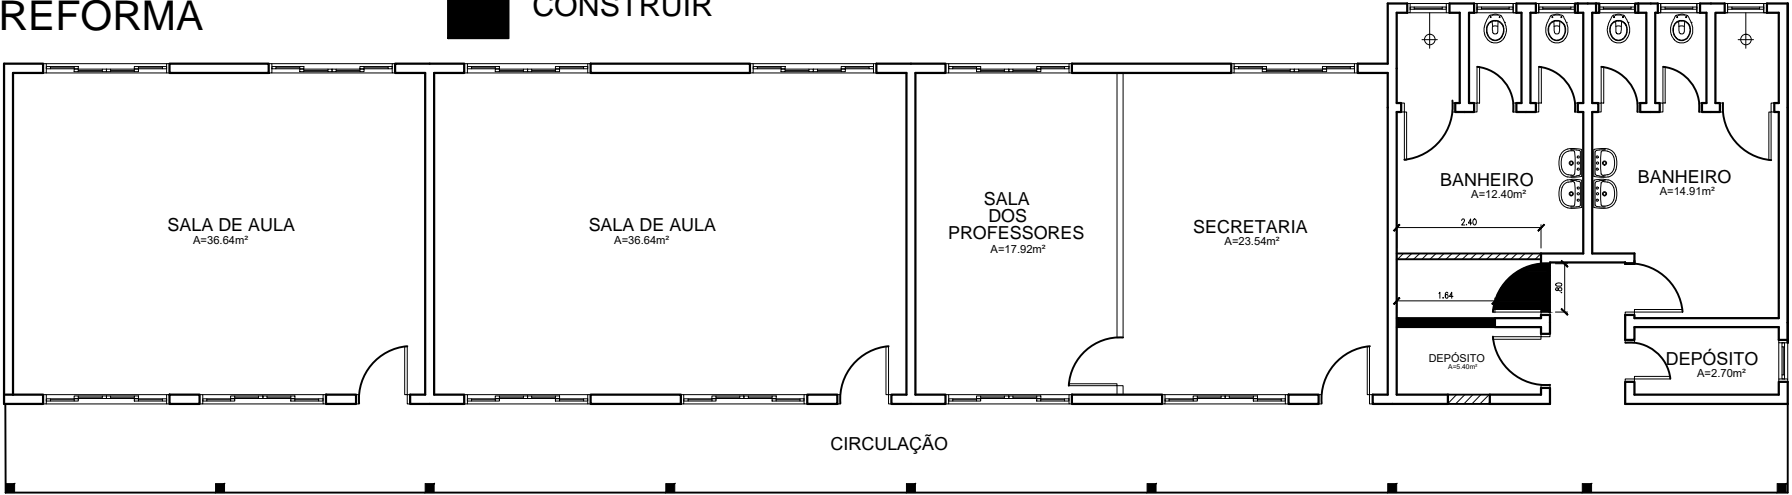 REFORMA
CONSTRUIR
SALA DE AULA
A=36.64m²
SALA DE AULA
A=36.64m²
SALA
DOS
PROFESSORES
A=17.92m²
SECRETARIA
A=23.54m²
BANHEIRO
A=12.40m²
BANHEIRO
A=14.91m²
2.40
1.64
.80
DEPÓSITO
A=5.40m²
DEPÓSITO
A=2.70m²
CIRCULAÇÃO